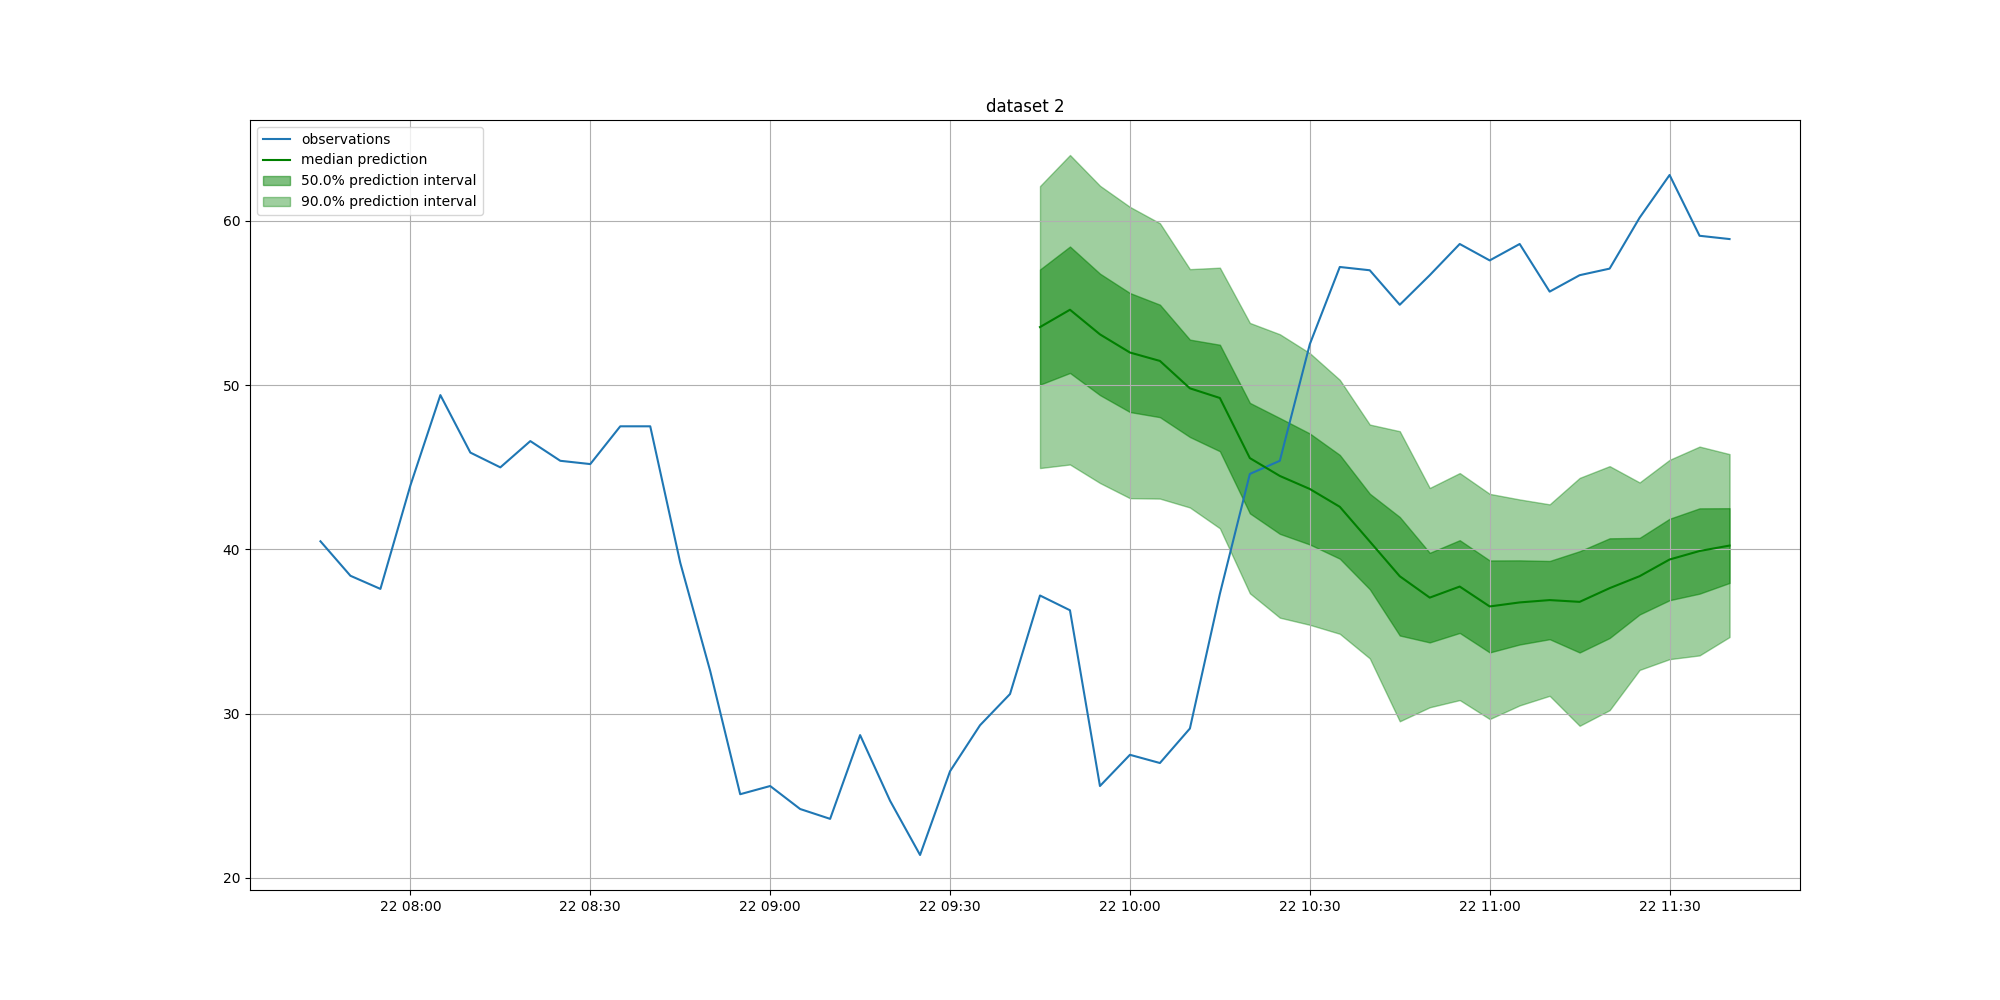 dataset 2
observations
median prediction
50.0% prediction interval
90.0% prediction interval
60
50
40
30
20
22 08:00 22 08:30 22 09:00 22 09:30 22 10:00 22 10:30 22 11:00 22 11:30